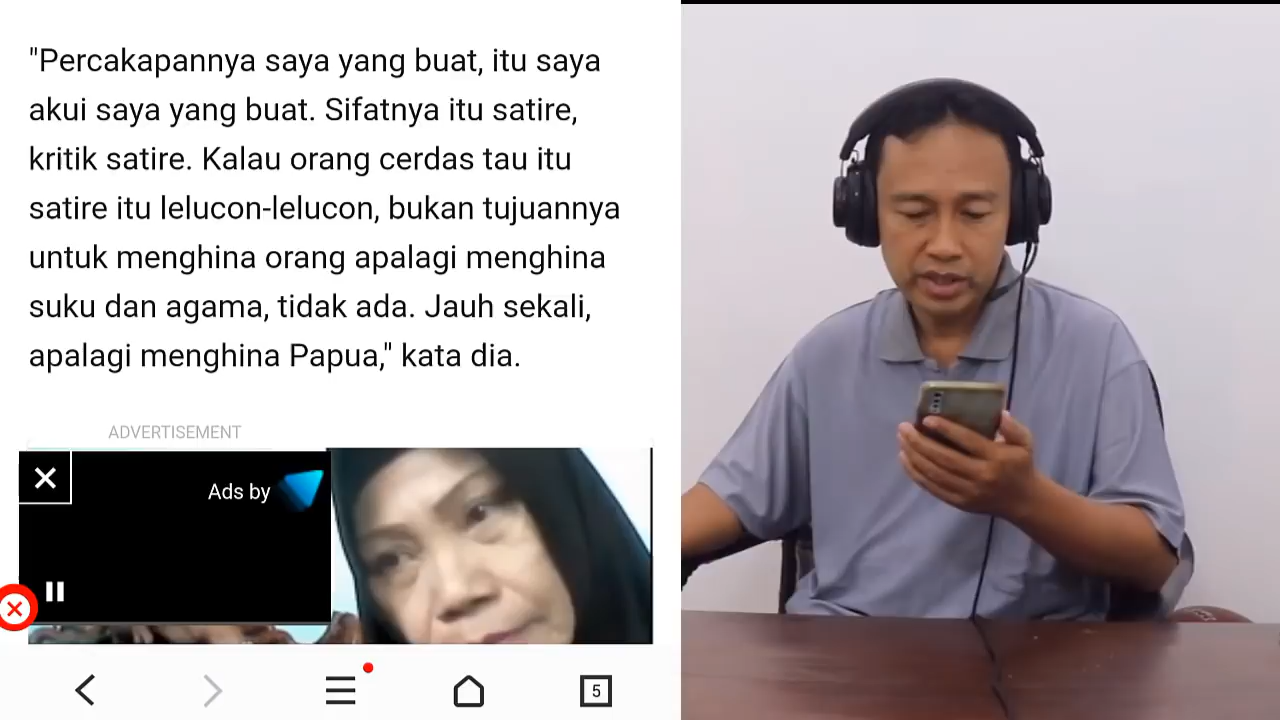 "Percakapannya saya yang buat, itu saya
akui saya yang buat. Sifatnya itu satire,
kritik satire. Kalau orang cerdas tau itu
satire itu lelucon-lelucon, bukan tujuannya
untuk menghina orang apalagi menghina
suku dan agama, tidak ada. Jauh sekali,
apalagi menghina Papua," kata dia.
ADVERTISEMENT
Ads by
5